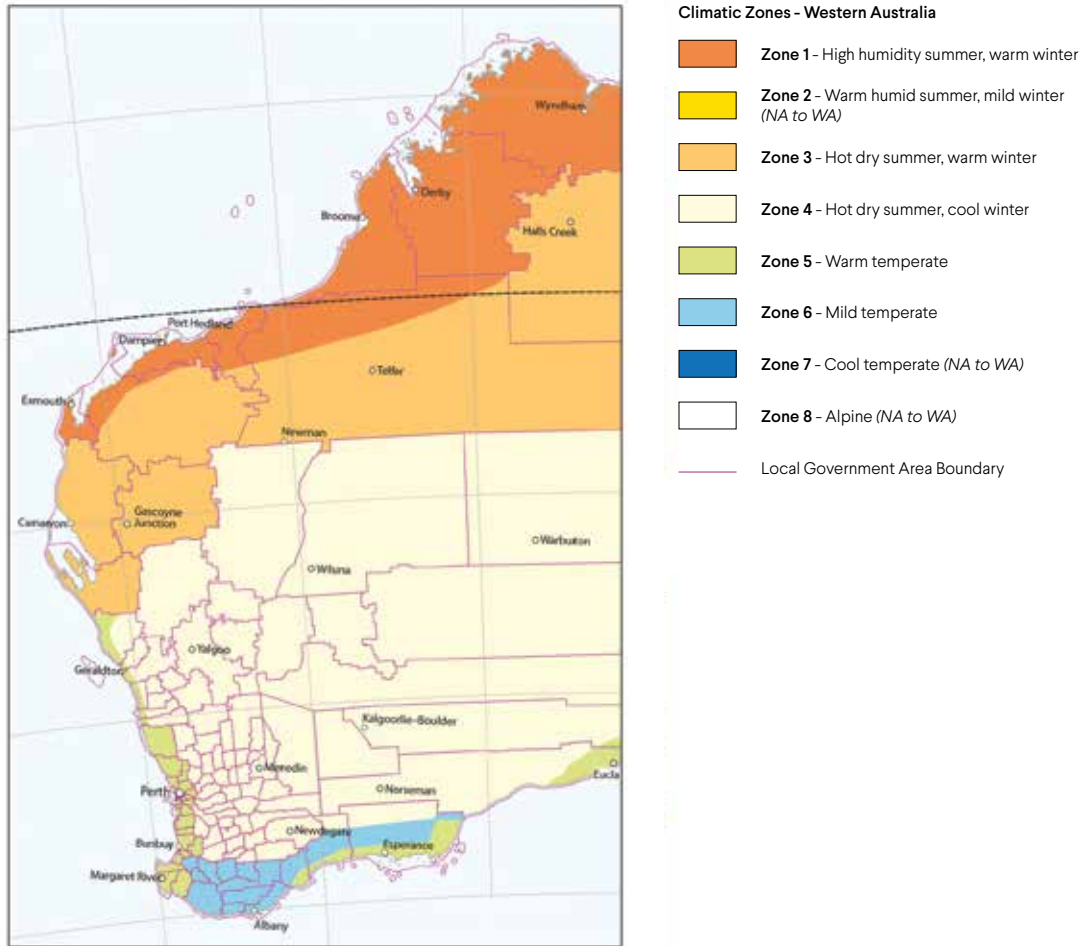 Climatic Zones - Western Australia
Zone 1 - High humidity summer, warm winter
Zone 2 - Warm humid summer, mild winter
(NA to WA)
Zone 3 - Hot dry summer, warm winter
Zone 4 - Hot dry summer, cool winter
Zone 5 - Warm temperate
Zone 6 - Mild temperate
Zone 7 - Cool temperate (NA to WA)
Zone 8 - Alpine (NA to WA)
Local Government Area Boundary
Wyndham
Derby
Broome
Halls Creek
Port Hedland
Dampier
Telfer
Exmouth
Newman
Carnarvon
Gascoyne
Junction
Warburton
Wiluna
Yalgoo
Geraldton
Kalgoorlie-Boulder
Merredin
Eucla
Perth
Norseman
Newdegate
Bunbuy
Esperance
Margaret River
Albany